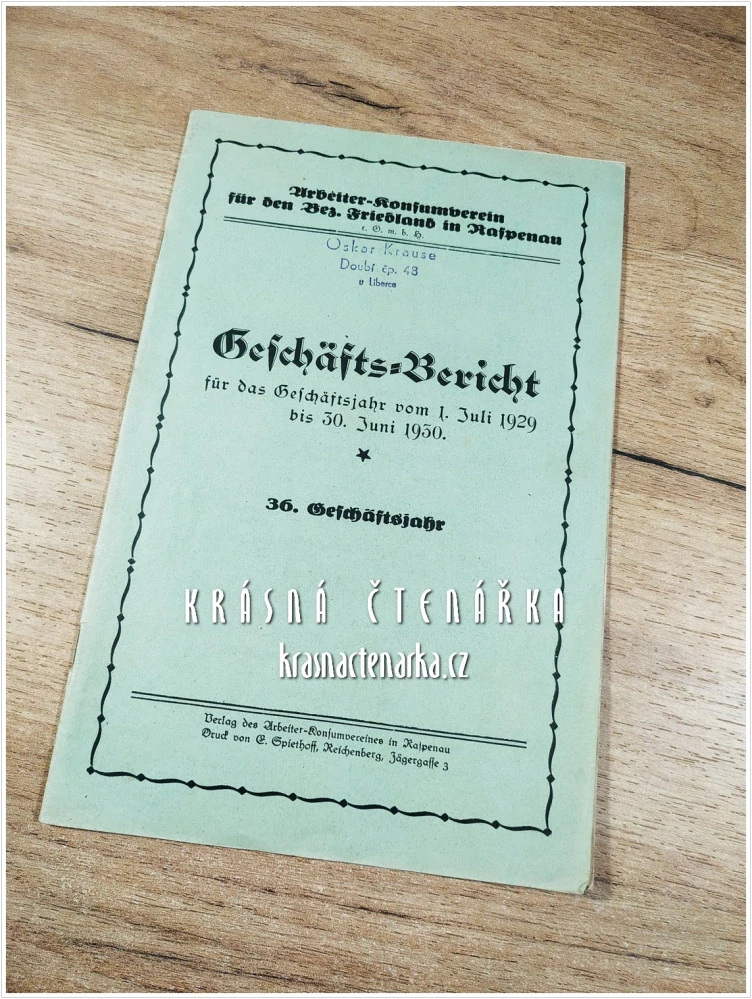 Arbeiter-Konsumverein
für den Bez. Friedland in Raspenau
r. G. m. b. H.
Oskar Krause
Doubí čp. 48
u Liberce
Geschäfts-Bericht
für das Geschäftsjahr vom 1. Juli 1929
bis 30. Juni 1930.
36. Geschäftsjahr
KRÁSNÁ ČTENÁŘKA
krasnactenarka.cz
Verlag des Arbeiter-Konsumvereines in Raspenau
Druck von E. Spiethoff, Reichenberg, Jägergasse 3